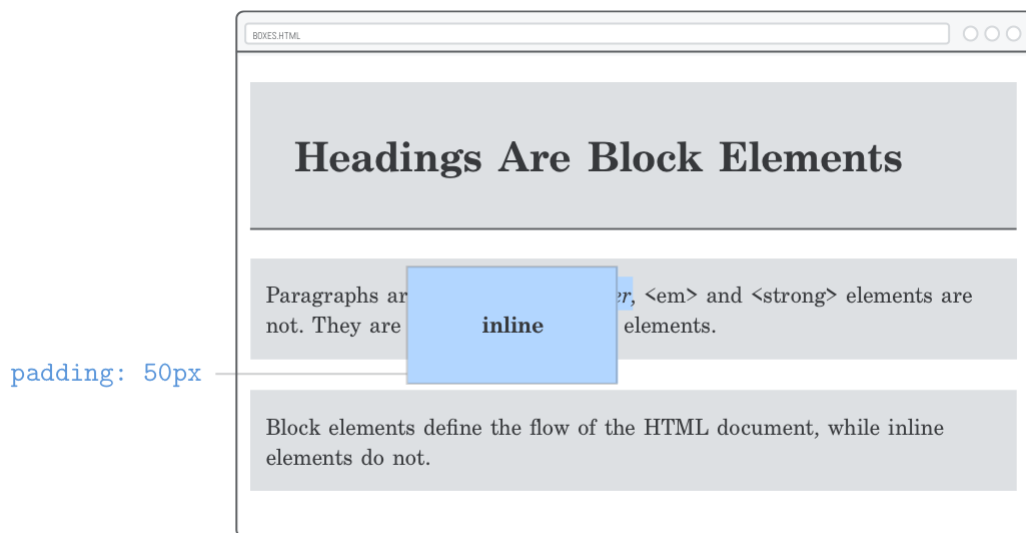 BOXES.HTML
Headings Are Block Elements
Paragraphs ar er, <em> and <strong> elements are
not. They are inline elements.
padding: 50px
Block elements define the flow of the HTML document, while inline
elements do not.